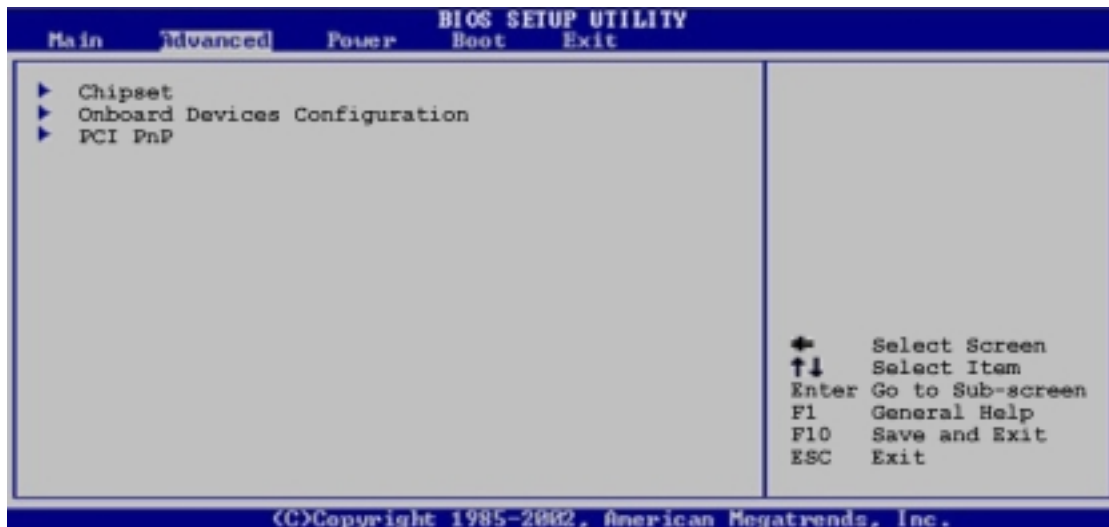 BIOS SETUP UTILITY
Main Advanced Power Boot Exit
Chipset
Onboard Devices Configuration
PCI PnP
Select Screen
↑↓ Select Item
Enter Go to Sub-screen
F1 General Help
F10 Save and Exit
ESC Exit
(C)Copyright 1985-2002, American Megatrends, Inc.